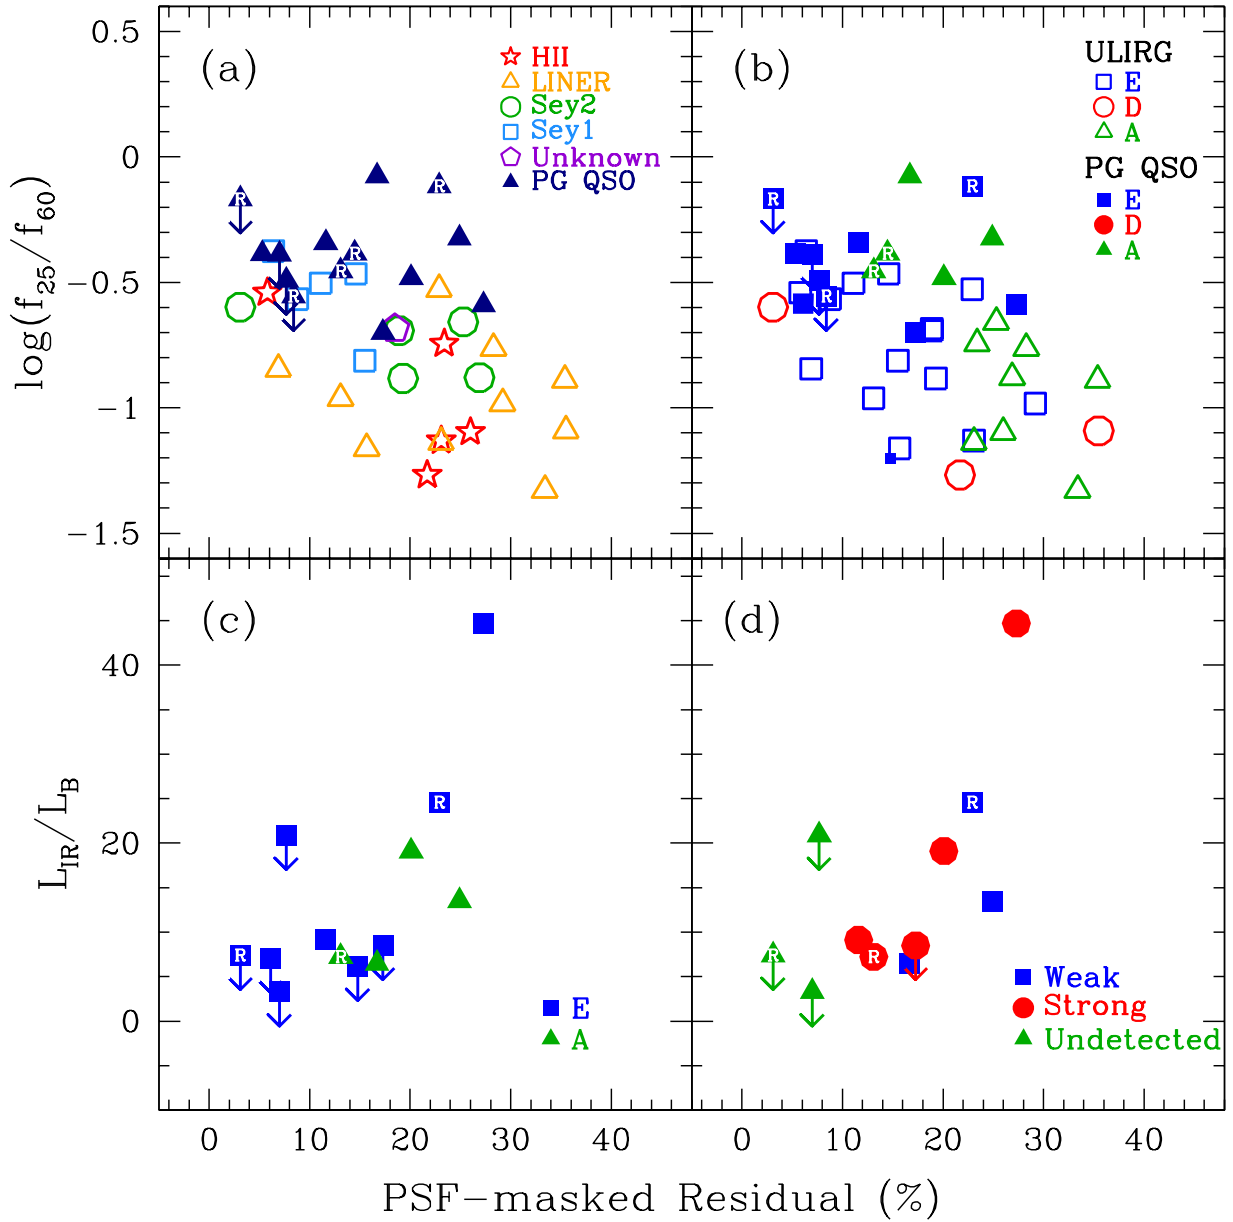 (a)
HII
LINER
Sey2
Sey1
Unknown
PG QSO
R
R
R
R
R
(b)
ULIRG
E
D
A
PG QSO
E
D
A
R
R
R
R
R
0.5
0
−0.5
−1
−1.5
log(f25/f60)
(c)
R
R
R
E
A
(d)
R
R
R
Weak
Strong
Undetected
40
20
0
LIR/LB
0 10 20 30 40
0 10 20 30 40
PSF−masked Residual (%)